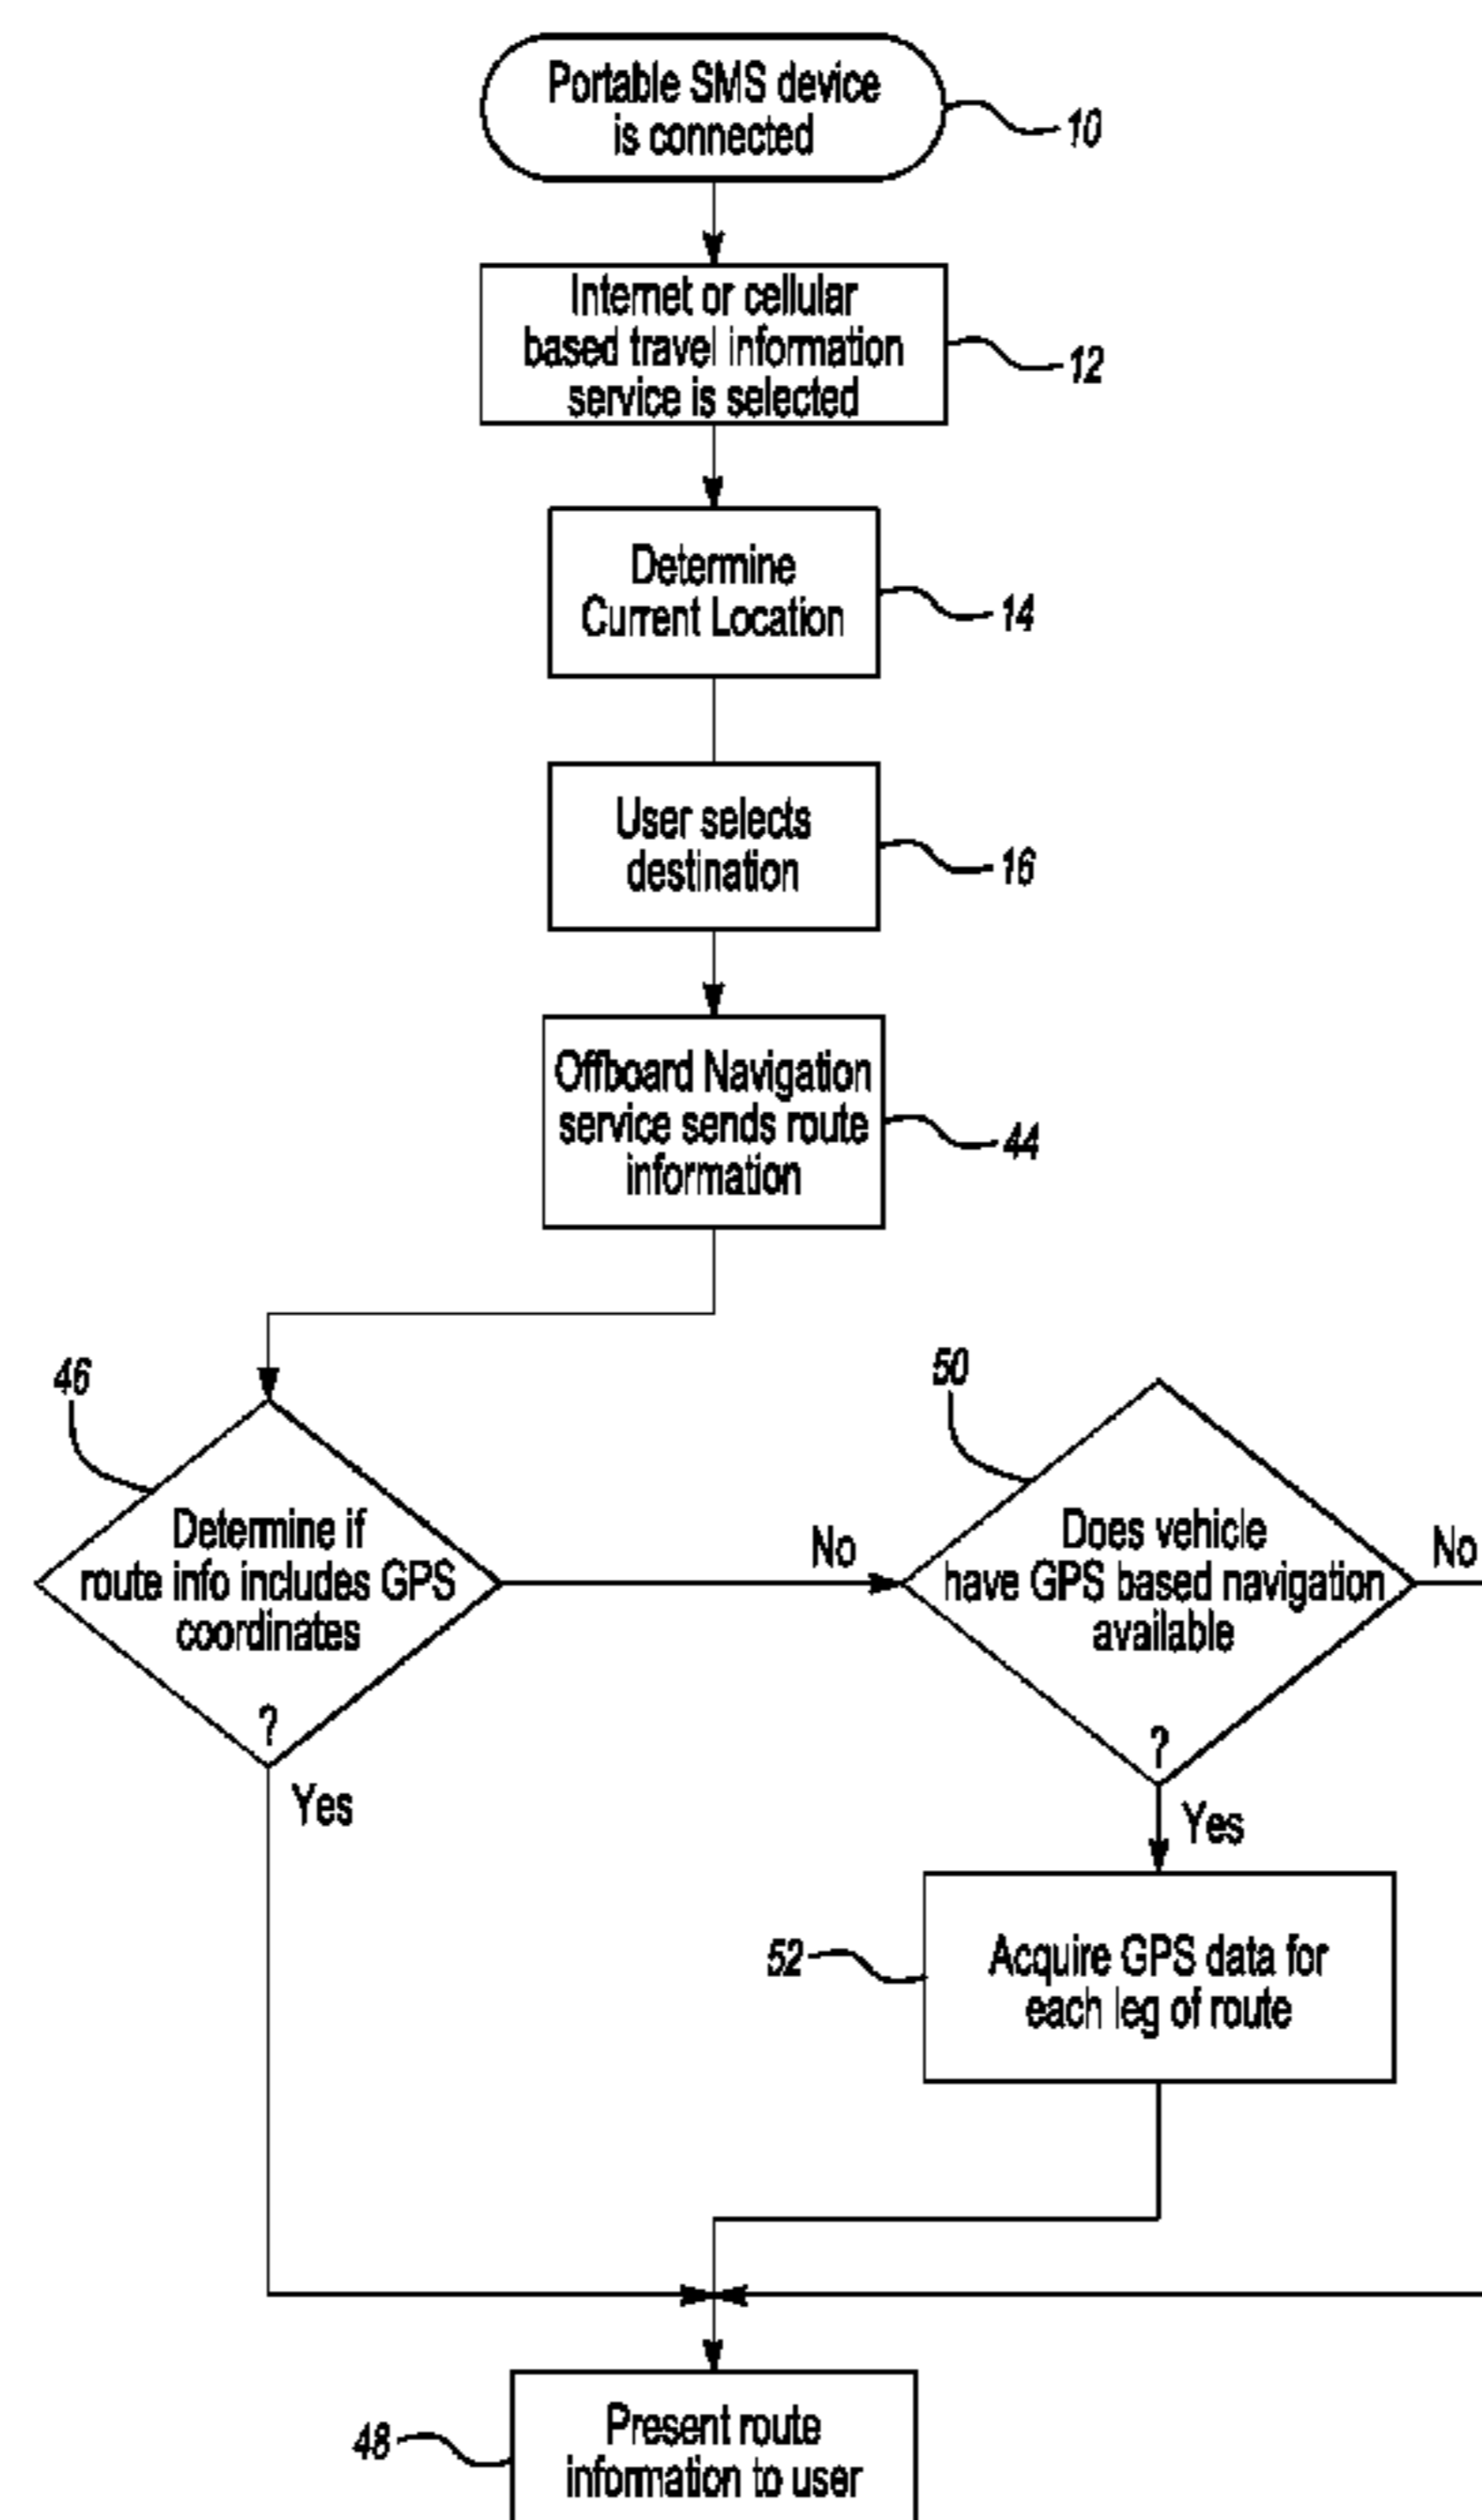 Portable SMS device
is connected
10
Internet or cellular
based travel information
service is selected
12
Determine
Current Location
14
User selects
destination
16
Offboard Navigation
service sends route
information
44
46
Determine if
route info includes GPS
coordinates
?
Yes
No
50
Does vehicle
have GPS based navigation
available
?
No
Yes
52
Acquire GPS data for
each leg of route
48
Present route
information to user